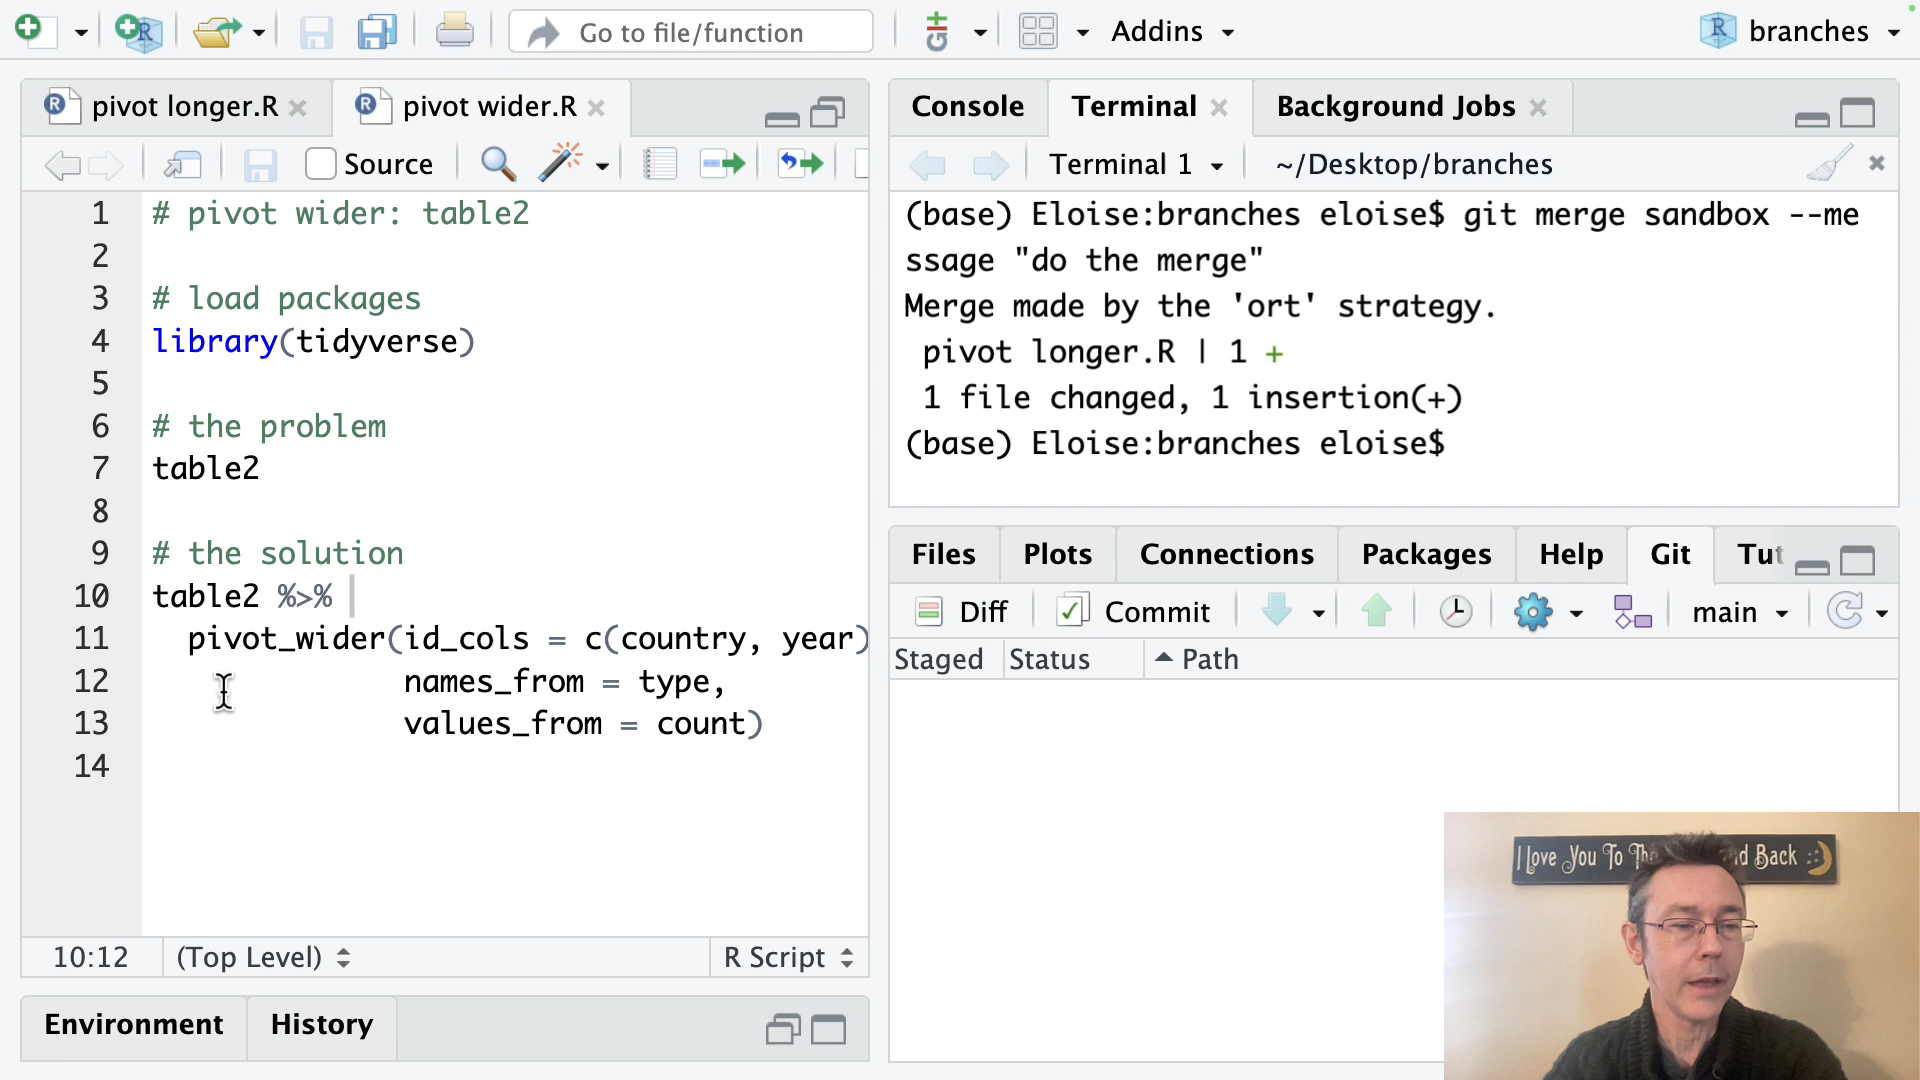 Go to file/function
Addins
branches
pivot longer.R
pivot wider.R
Source
1 # pivot wider: table2
2
3 # load packages
4 library(tidyverse)
5
6 # the problem
7 table2
8
9 # the solution
10 table2 %>%
11 pivot_wider(id_cols = c(country, year)
12 names_from = type,
13 values_from = count)
14
10:12 (Top Level) R Script
Environment History
Console Terminal Background Jobs
Terminal 1 ~/Desktop/branches
(base) Eloise:branches eloise$ git merge sandbox --me
ssage "do the merge"
Merge made by the 'ort' strategy.
pivot longer.R | 1 +
1 file changed, 1 insertion(+)
(base) Eloise:branches eloise$
Files Plots Connections Packages Help Git Tut
Diff Commit main
Staged Status Path
I Love You To The d Back